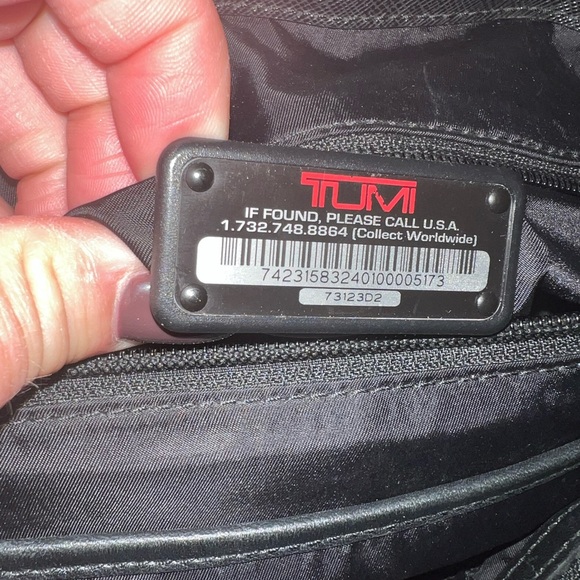 TUMI
IF FOUND, PLEASE CALL U.S.A.
1.732.748.8864 (Collect Worldwide)
74231583240100005173
73123D2